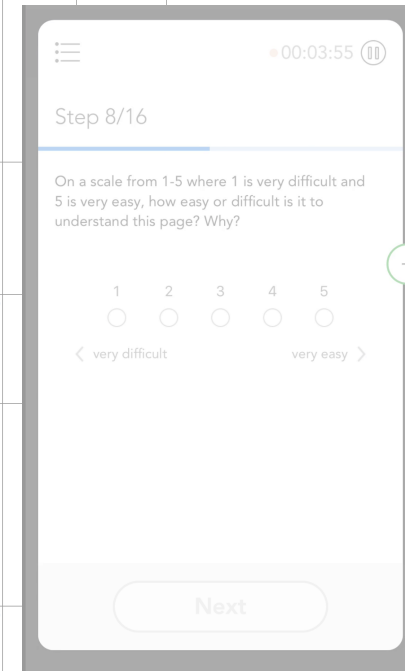 00:03:55
Step 8/16
On a scale from 1-5 where 1 is very difficult and
5 is very easy, how easy or difficult is it to
understand this page? Why?
1 2 3 4 5
very difficult very easy
Next